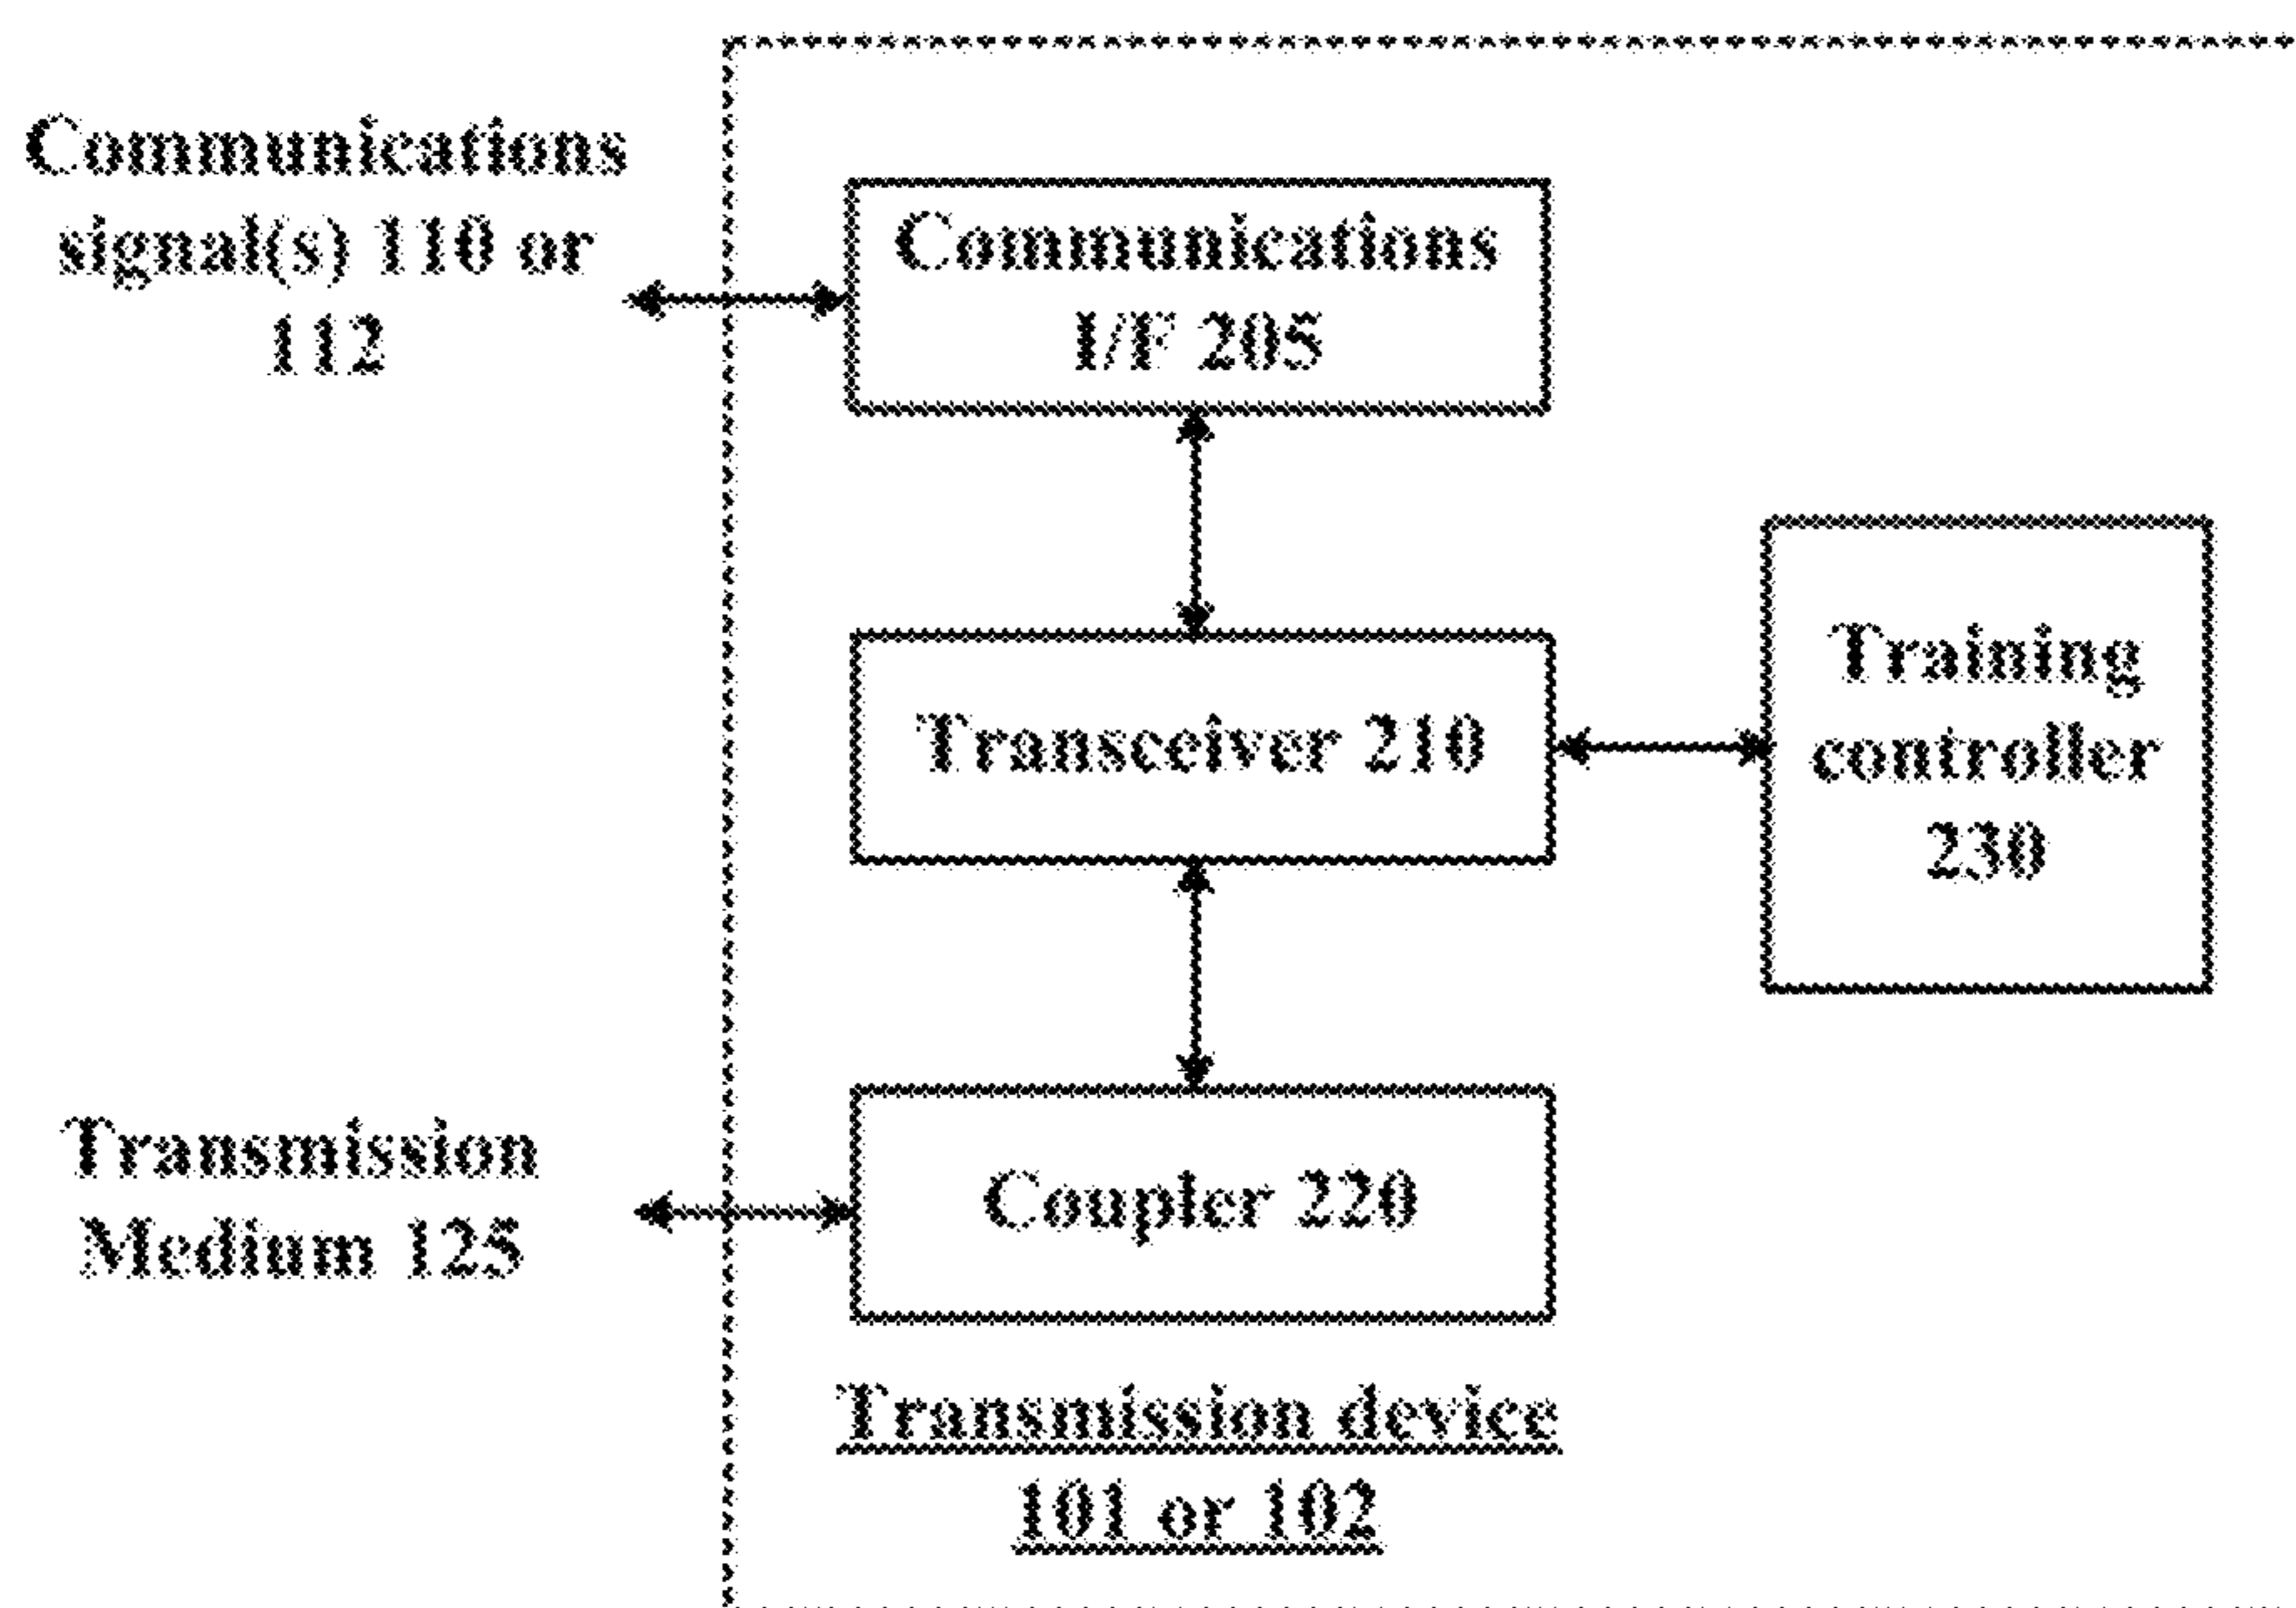 Communications
signal(s) 110 or
112
Communications
I/F 205
Transceiver 210
Training
controller
230
Transmission
Medium 125
Coupler 220
Transmission device
101 or 102